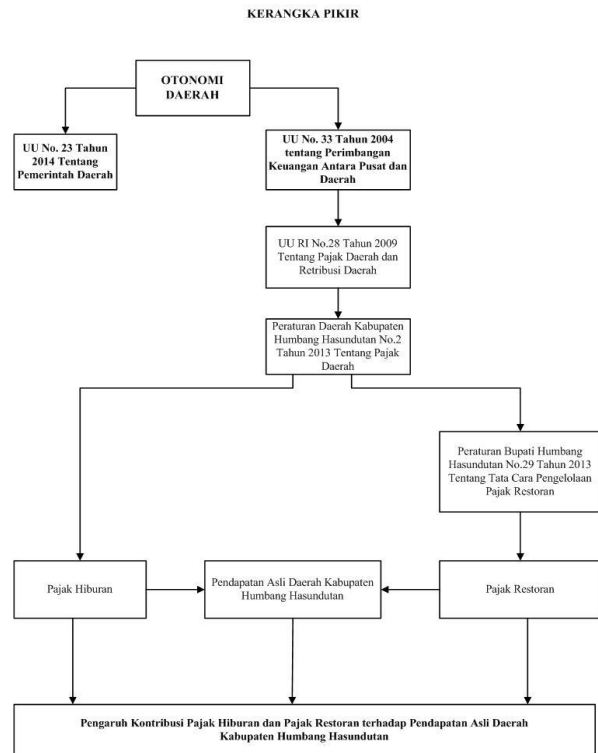 KERANGKA PIKIR
OTONOMI
DAERAH
UU No. 23 Tahun
2014 Tentang
Pemerintah Daerah
UU No. 33 Tahun 2004
tentang Perimbangan
Keuangan Antara Pusat dan
Daerah
UU RI No.28 Tahun 2009
Tentang Pajak Daerah dan
Retribusi Daerah
Peraturan Daerah Kabupaten
Humbang Hasundutan No.2
Tahun 2013 Tentang Pajak
Daerah
Peraturan Bupati Humbang
Hasundutan No.29 Tahun 2013
Tentang Tata Cara Pengelolaan
Pajak Restoran
Pajak Hiburan
Pendapatan Asli Daerah Kabupaten
Humbang Hasundutan
Pajak Restoran
Pengaruh Kontribusi Pajak Hiburan dan Pajak Restoran terhadap Pendapatan Asli Daerah
Kabupaten Humbang Hasundutan